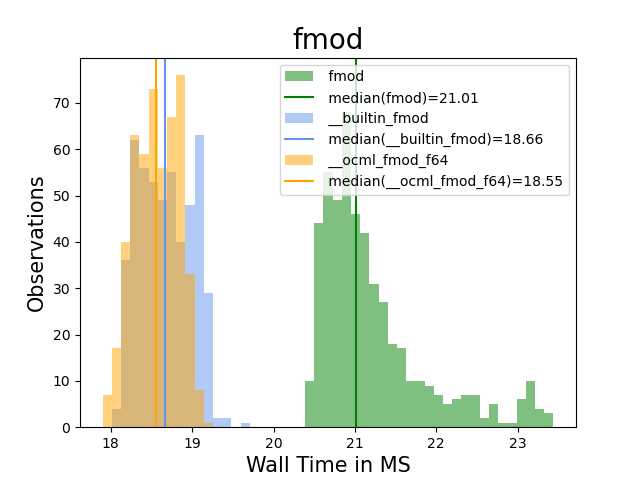 fmod
fmod
median(fmod)=21.01
__builtin_fmod
median(__builtin_fmod)=18.66
__ocml_fmod_f64
median(__ocml_fmod_f64)=18.55
Observations
70
60
50
40
30
20
10
0
18 19 20 21 22 23
Wall Time in MS